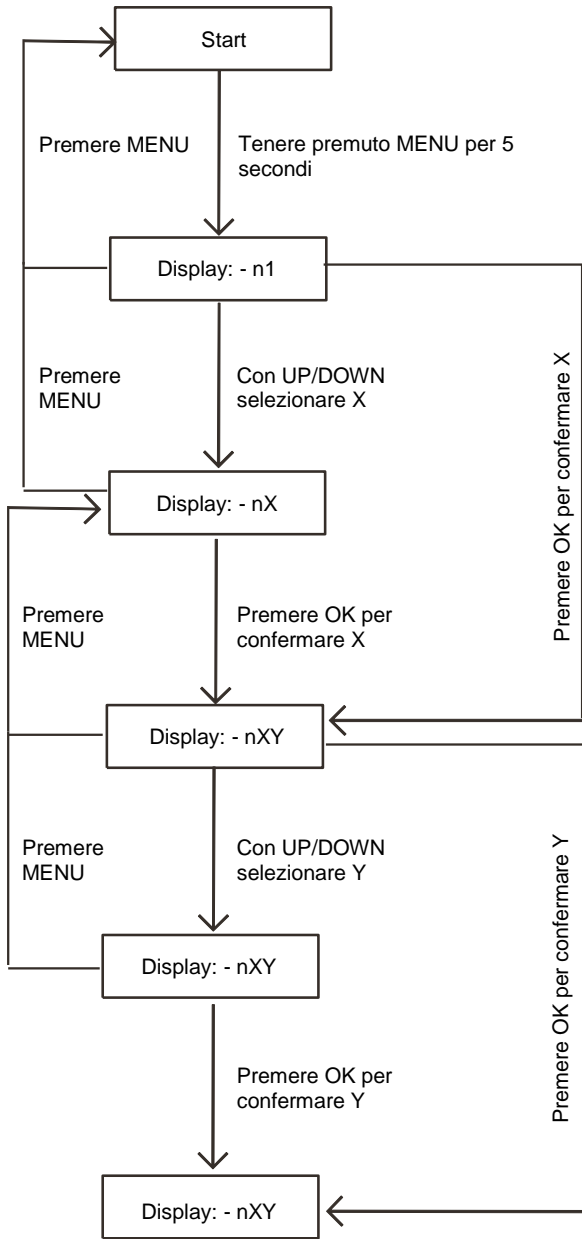 Start
Premere MENU
Tenere premuto MENU per 5
secondi
Display: - n1
Premere
MENU
Con UP/DOWN
selezionare X
Premere OK per confermare X
Display: - nX
Premere
MENU
Premere OK per
confermare X
Display: - nXY
Premere
MENU
Con UP/DOWN
selezionare Y
Premere OK per confermare Y
Display: - nXY
Premere OK per
confermare Y
Display: - nXY